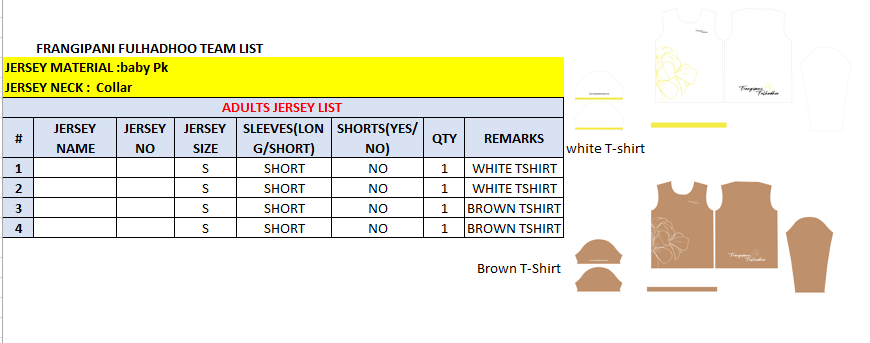 FRANGIPANI FULHADHOO TEAM LIST
JERSEY MATERIAL :baby Pk
JERSEY NECK : Collar
ADULTS JERSEY LIST
# JERSEY NAME JERSEY NO JERSEY SIZE SLEEVES(LONG/SHORT) SHORTS(YES/NO) QTY REMARKS
1 S SHORT NO 1 WHITE TSHIRT
2 S SHORT NO 1 WHITE TSHIRT
3 S SHORT NO 1 BROWN TSHIRT
4 S SHORT NO 1 BROWN TSHIRT
Frangipani
Fulhadhoo
white T-shirt
Frangipani
Fulhadhoo
Brown T-Shirt